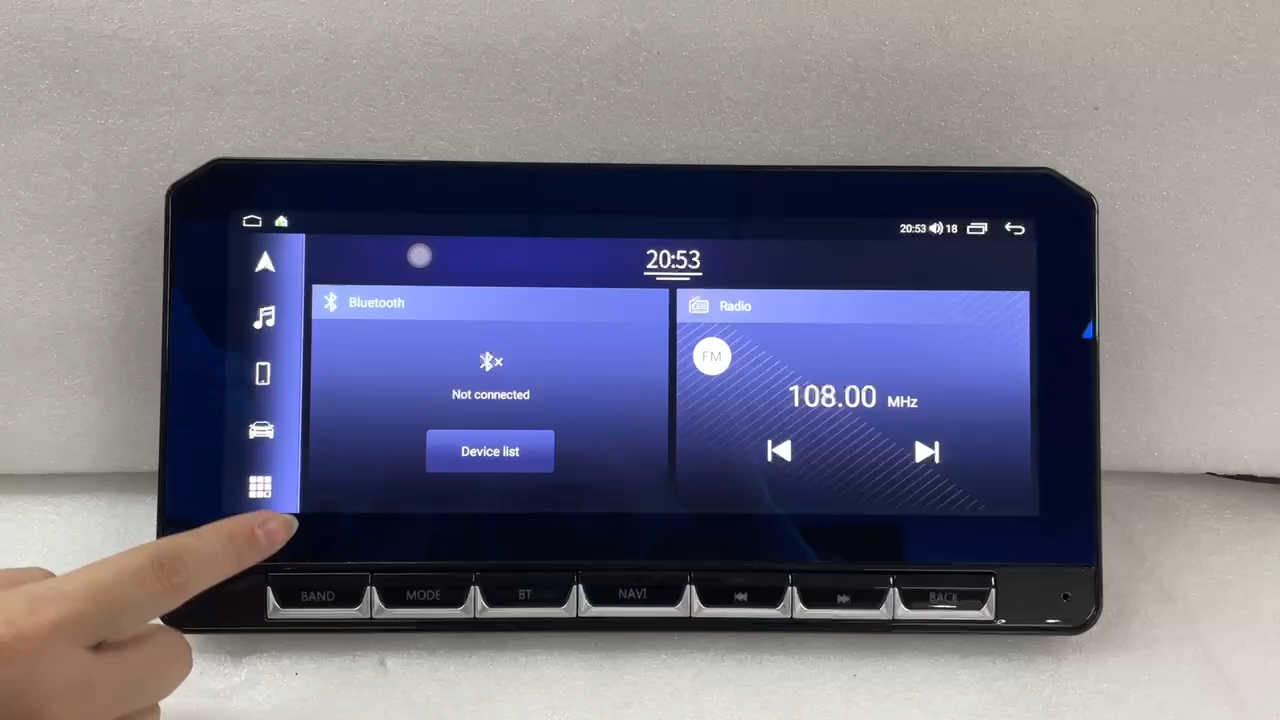 20:53 18
20:53
Bluetooth
Not connected
Device list
Radio
FM
108.00 MHz
BAND MODE BT NAVI BACK